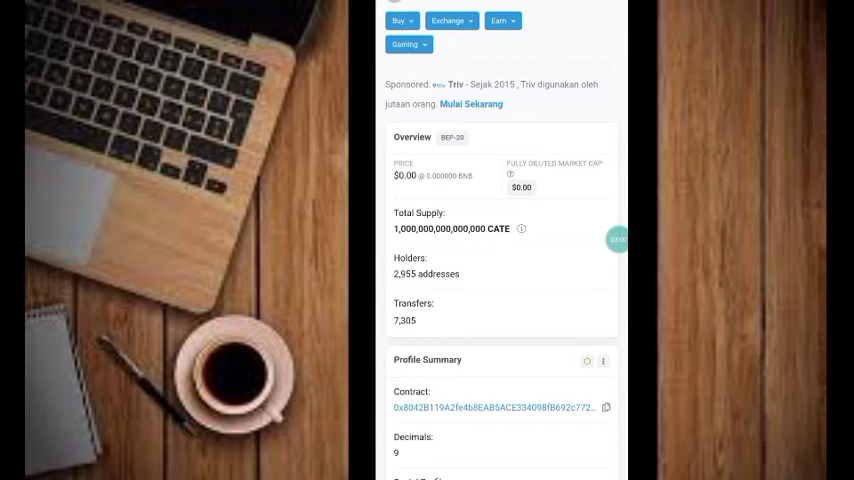 Buy
Exchange
Earn
Gaming
Sponsored: Triv - Sejak 2015 , Triv digunakan oleh
jutaan orang. Mulai Sekarang
Overview BEP-20
PRICE
$0.00 @ 0.000000 BNB
FULLY DILUTED MARKET CAP
$0.00
Total Supply:
1,000,000,000,000,000 CATE
Holders:
2,955 addresses
Transfers:
7,305
Profile Summary
Contract:
0x8042B119A2fe4b8EAB5ACE334098fB692c772...
Decimals:
9